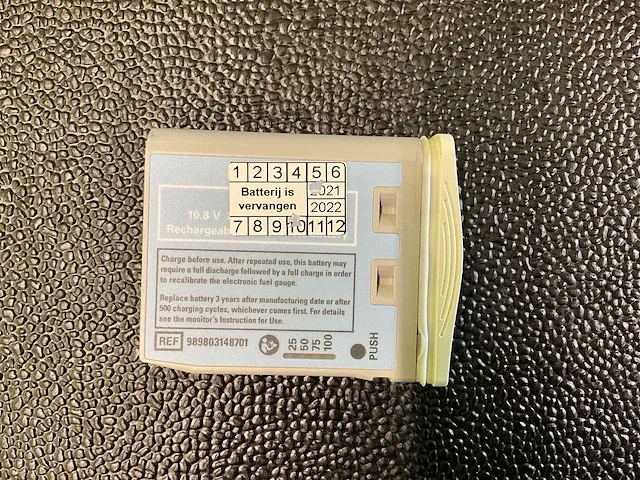 1 2 3 4 5 6
Batterij is
vervangen
2022
7 8 9 10 11 12
10.8 V
Charge before use. After repeated use, this battery may
require a full discharge followed by a full charge in order
to recalibrate the electronic fuel gauge.
Replace battery 3 years after manufacturing date or after
500 charging cycles, whichever comes first. For details
see the monitor's Instruction for Use.
REF 989803148701
25
50
75
100
PUSH